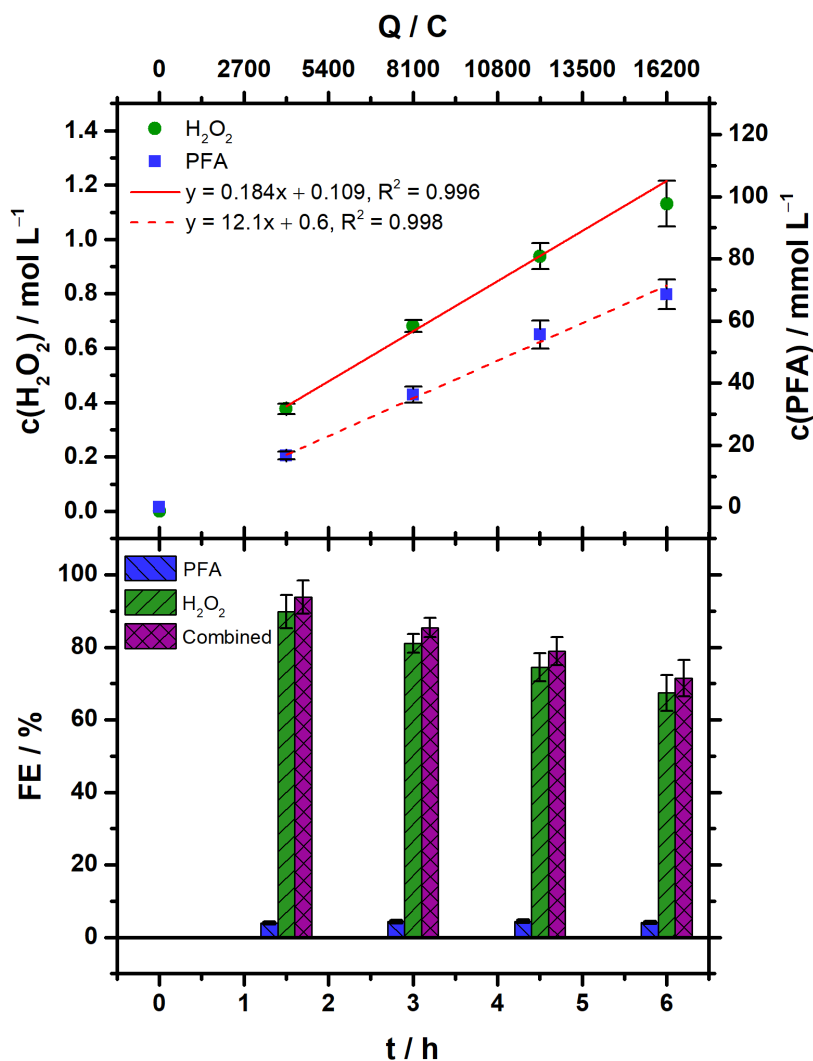 Q / C
0 2700 5400 8100 10800 13500 16200
c(H₂O₂) / mol L⁻¹
1.4
1.2
1.0
0.8
0.6
0.4
0.2
0.0
H₂O₂
PFA
y = 0.184x + 0.109, R² = 0.996
y = 12.1x + 0.6, R² = 0.998
120
100
80
60
40
20
0
c(PFA) / mmol L⁻¹
FE / %
100
80
60
40
20
0
PFA
H₂O₂
Combined
0 1 2 3 4 5 6
t / h